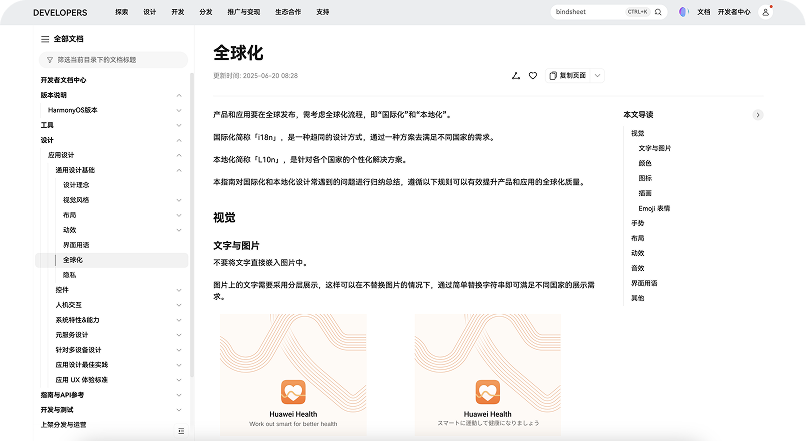 DEVELOPERS
探索
设计
开发
分发
推广与变现
生态合作
支持
bindsheet
CTRL+K
文档
开发者中心
全部文档
筛选当前目录下的文档标题
开发者文档中心
版本说明
HarmonyOS版本
工具
设计
应用设计
通用设计基础
设计理念
视觉风格
布局
动效
界面用语
全球化
隐私
控件
人机交互
系统特性&能力
元服务设计
针对多设备设计
应用设计最佳实践
应用 UX 体验标准
指南与API参考
开发与测试
上架分发与运营
全球化
更新时间: 2025-06-20 08:28
复制页面
产品和应用要在全球发布，需考虑全球化流程，即“国际化”和“本地化”。
国际化简称「i18n」，是一种趋同的设计方式，通过一种方案去满足不同国家的需求。
本地化简称「L10n」，是针对各个国家的个性化解决方案。
本指南对国际化和本地化设计常遇到的问题进行归纳总结，遵循以下规则可以有效提升产品和应用的全球化质量。
视觉
文字与图片
不要将文字直接嵌入图片中。
图片上的文字需要采用分层展示，这样可以在不替换图片的情况下，通过简单替换字符串即可满足不同国家的展示需
求。
Huawei Health
Work out smart for better health
Huawei Health
スマートに運動して健康になりましょう
本文导读
视觉
文字与图片
颜色
图标
插画
Emoji 表情
手势
布局
动效
音效
界面用语
其他